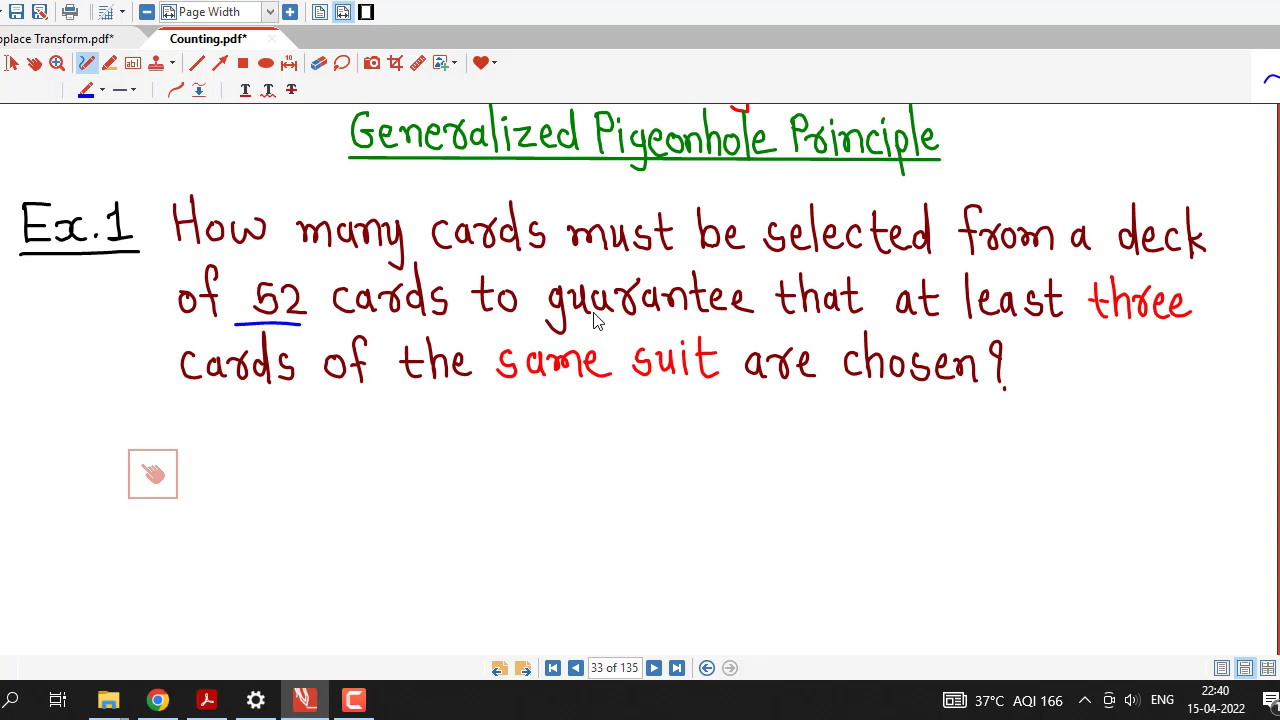 Page Width
place Transform.pdf*
Counting.pdf*
abI
10
T T T
Generalized Pigeonhole Principle
Ex.1 How many cards must be selected from a deck
of 52 cards to guarantee that at least three
cards of the same suit are chosen?
33 of 135
37°C AQI 166
ENG
22:40
15-04-2022